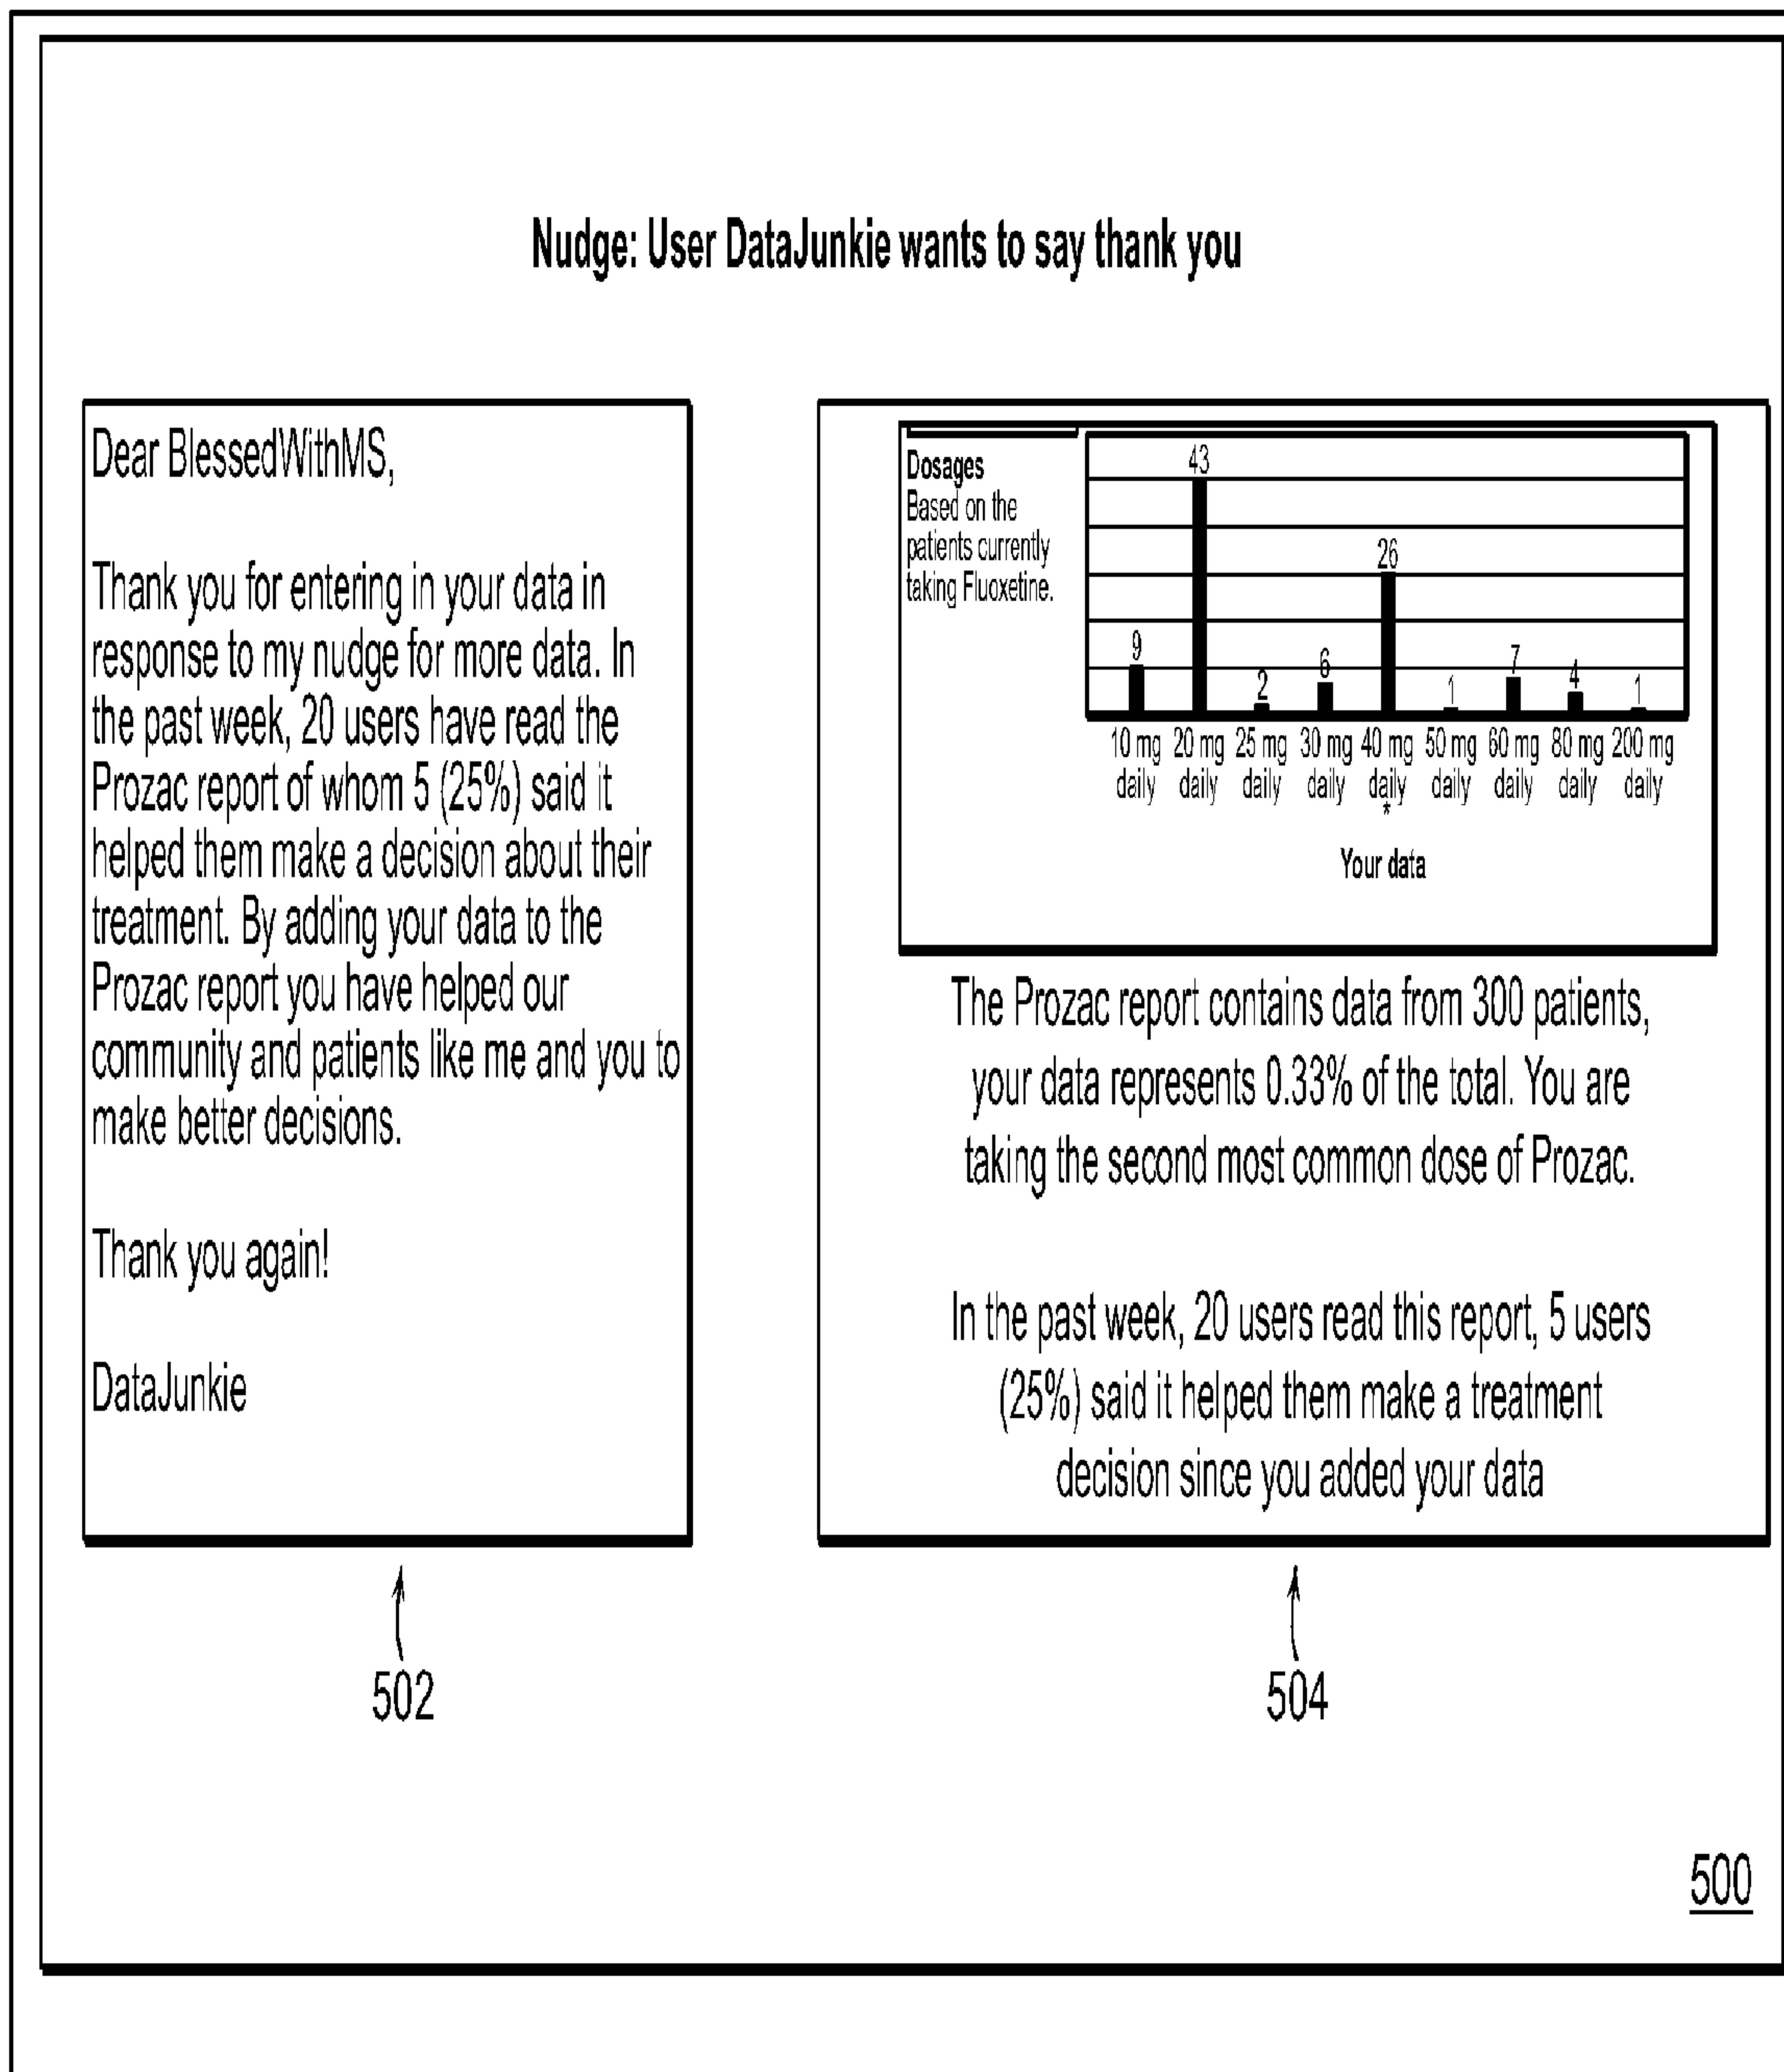 Nudge: User DataJunkie wants to say thank you
Dear BlessedWithMS,
Thank you for entering in your data in
response to my nudge for more data. In
the past week, 20 users have read the
Prozac report of whom 5 (25%) said it
helped them make a decision about their
treatment. By adding your data to the
Prozac report you have helped our
community and patients like me and you to
make better decisions.
Thank you again!
DataJunkie
Dosages
Based on the
patients currently
taking Fluoxetine.
43
26
9
7
6
4
2
1
1
10 mg 20 mg 25 mg 30 mg 40 mg 50 mg 60 mg 80 mg 200 mg
daily daily daily daily daily daily daily daily daily
*
Your data
The Prozac report contains data from 300 patients,
your data represents 0.33% of the total. You are
taking the second most common dose of Prozac.
In the past week, 20 users read this report, 5 users
(25%) said it helped them make a treatment
decision since you added your data
502
504
500